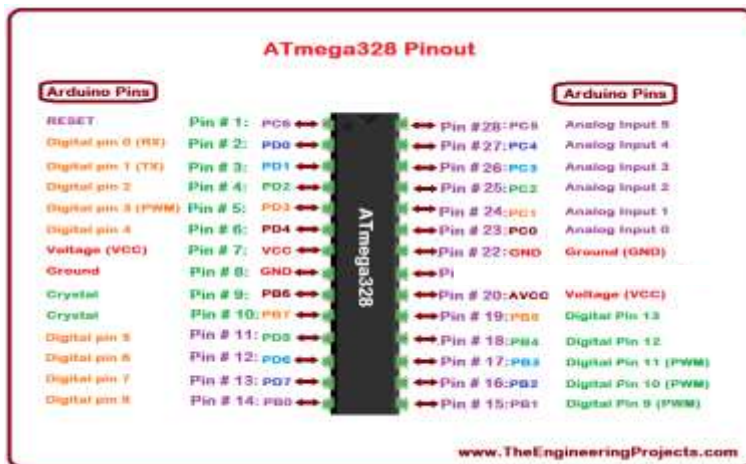 ATmega328 Pinout
Arduino Pins
RESET Pin # 1: PC6
Digital pin 0 (RX) Pin # 2: PD0
Digital pin 1 (TX) Pin # 3: PD1
Digital pin 2 Pin # 4: PD2
Digital pin 3 (PWM) Pin # 5: PD3
Digital pin 4 Pin # 6: PD4
Voltage (VCC) Pin # 7: VCC
Ground Pin # 8: GND
Crystal Pin # 9: PB6
Crystal Pin # 10: PB7
Digital pin 5 Pin # 11: PD5
Digital pin 6 Pin # 12: PD6
Digital pin 7 Pin # 13: PD7
Digital pin 8 Pin # 14: PB0
ATmega328
Arduino Pins
Pin #28: PC5 Analog Input 5
Pin #27: PC4 Analog Input 4
Pin #26: PC3 Analog Input 3
Pin #25: PC2 Analog Input 2
Pin #24: PC1 Analog Input 1
Pin #23: PC0 Analog Input 0
Pin #22: GND Ground (GND)
Pi
Pin # 20: AVCC Voltage (VCC)
Pin # 19: PB5 Digital Pin 13
Pin # 18: PB4 Digital Pin 12
Pin # 17: PB3 Digital Pin 11 (PWM)
Pin # 16: PB2 Digital Pin 10 (PWM)
Pin # 15: PB1 Digital Pin 9 (PWM)
www.TheEngineeringProjects.com